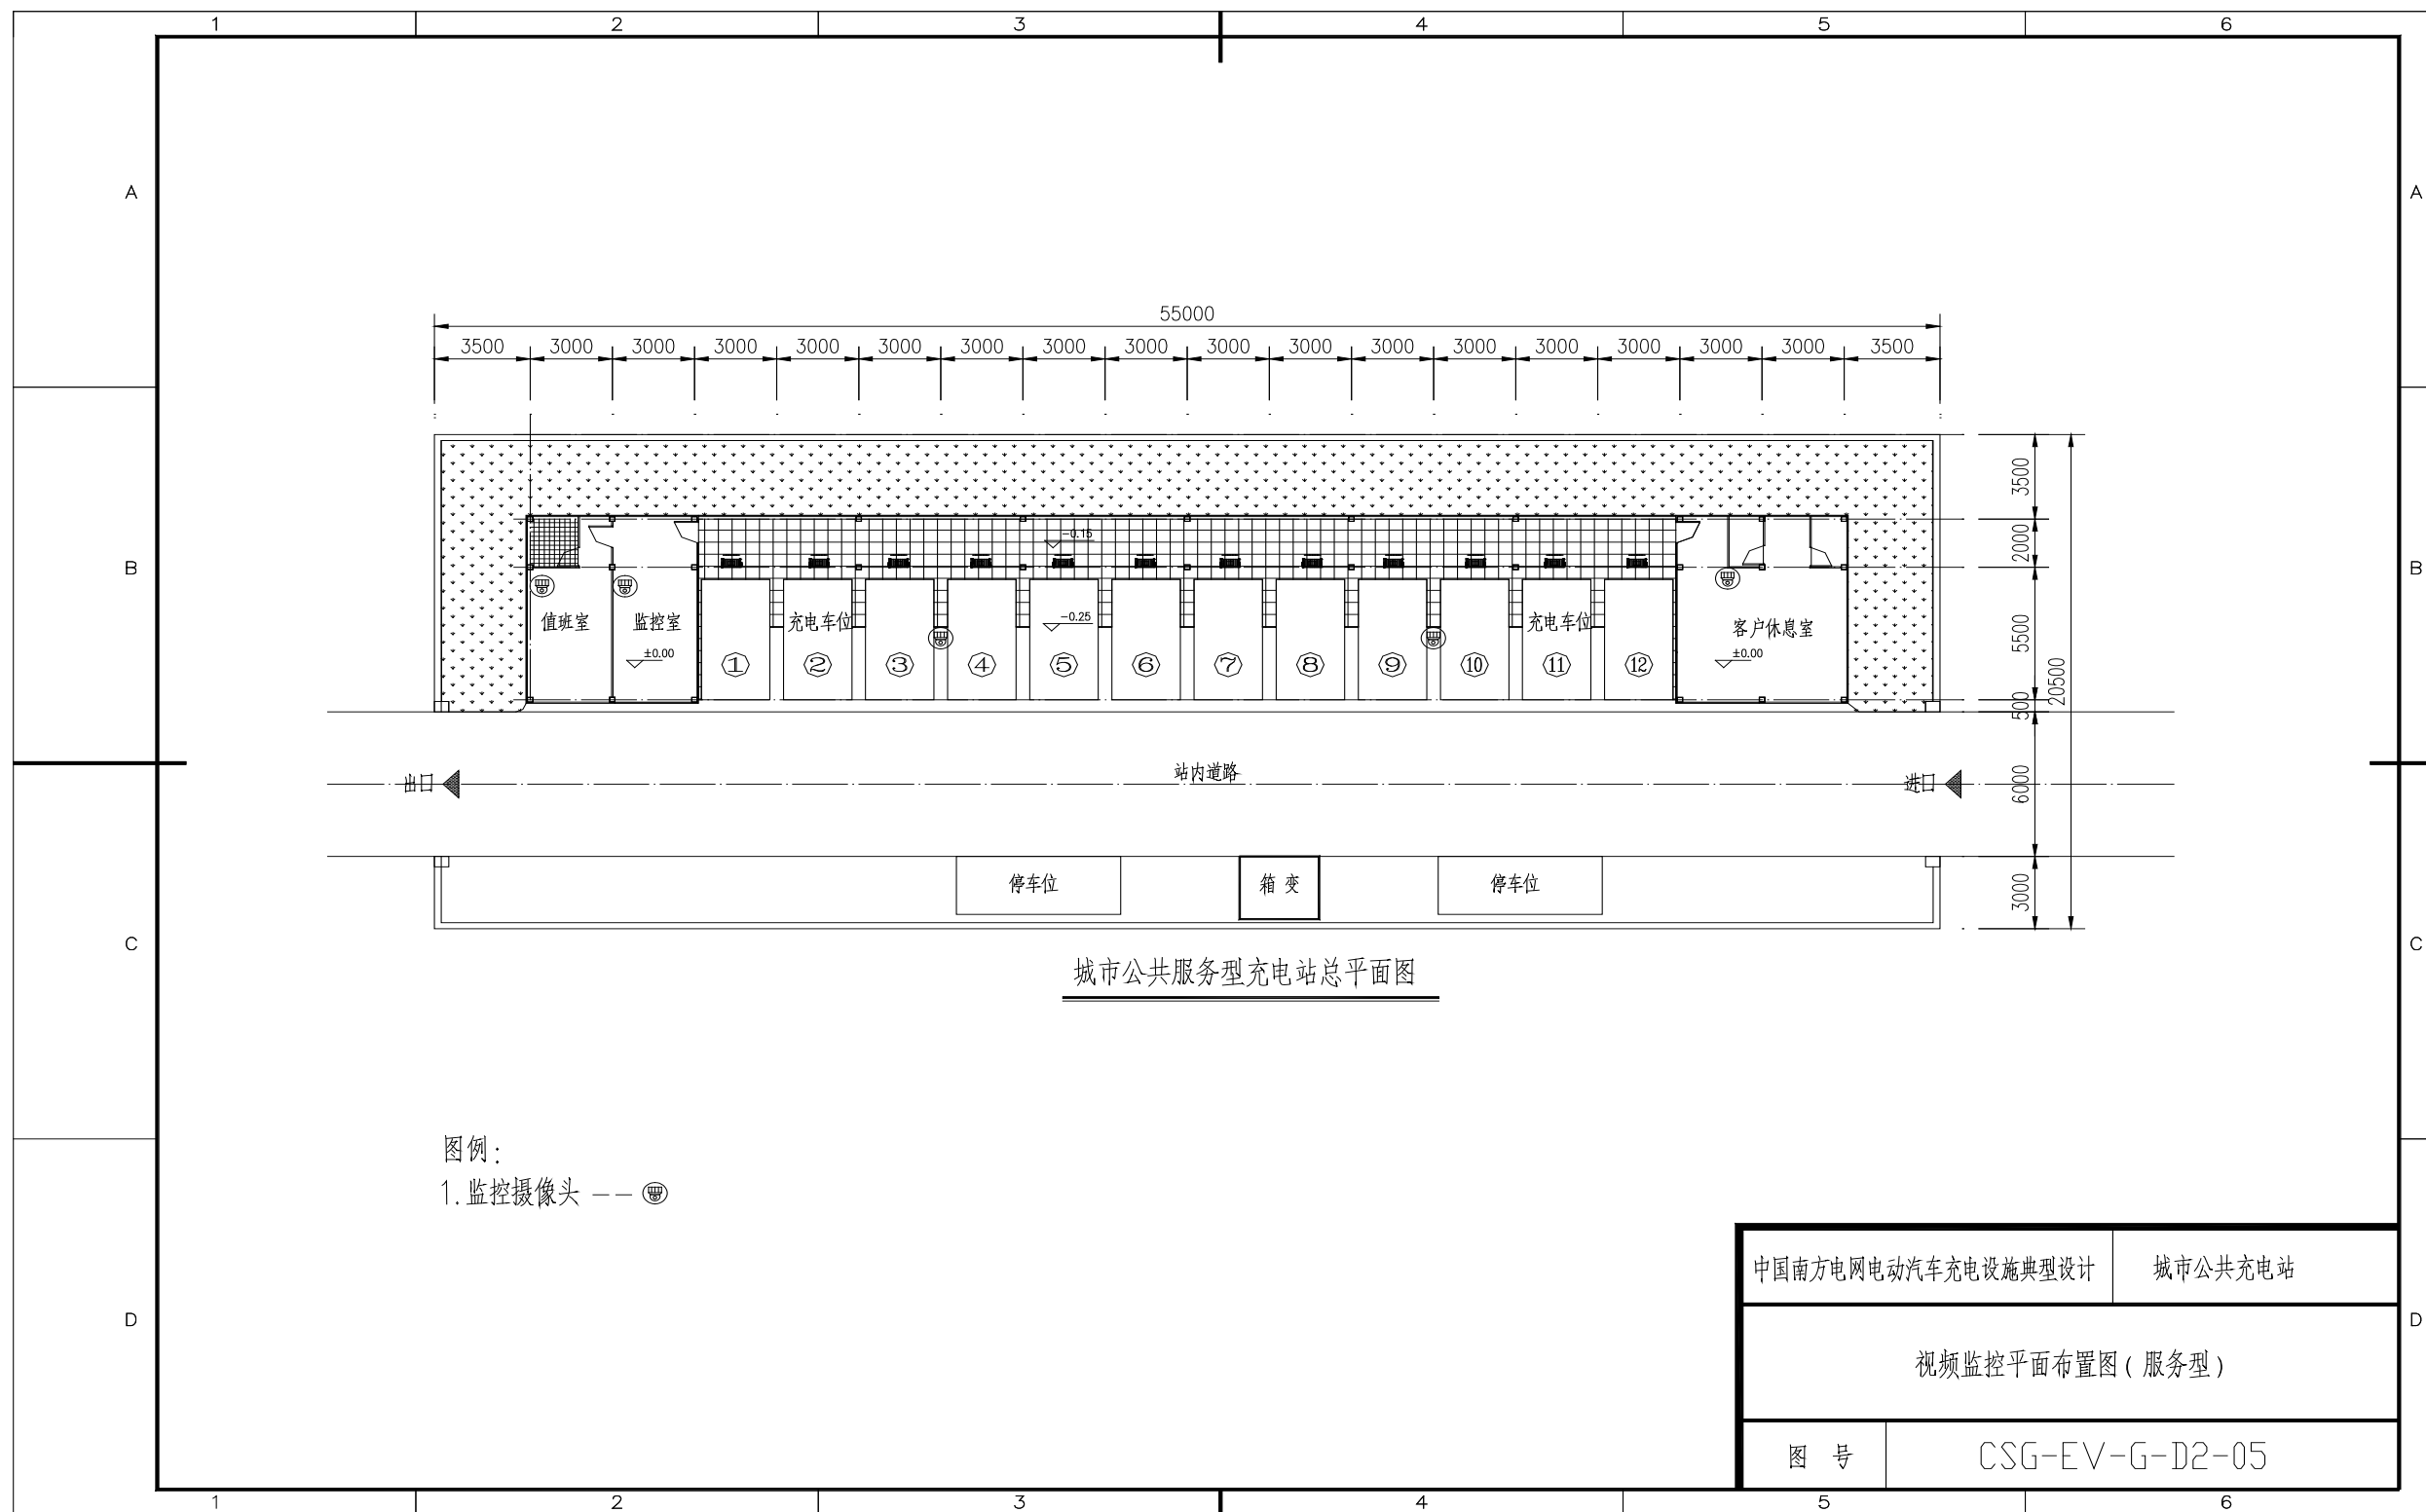 1 2 3 4 5 6
A A
55000
3500 3000 3000 3000 3000 3000 3000 3000 3000 3000 3000 3000 3000 3000 3000 3000 3000 3500
3500
-0.15
2000
B B
值班室 监控室 充电车位 -0.25 充电车位 客户休息室
5500
±0.00 ±0.00
1 2 3 4 5 6 7 8 9 10 11 12
20500
500
站内道路
出口 进口
6000
停车位 箱 变 停车位
3000
C C
城市公共服务型充电站总平面图
图例:
1.监控摄像头 --
中国南方电网电动汽车充电设施典型设计 城市公共充电站
D D
视频监控平面布置图(服务型)
图 号 CSG-EV-G-D2-05
1 2 3 4 5 6